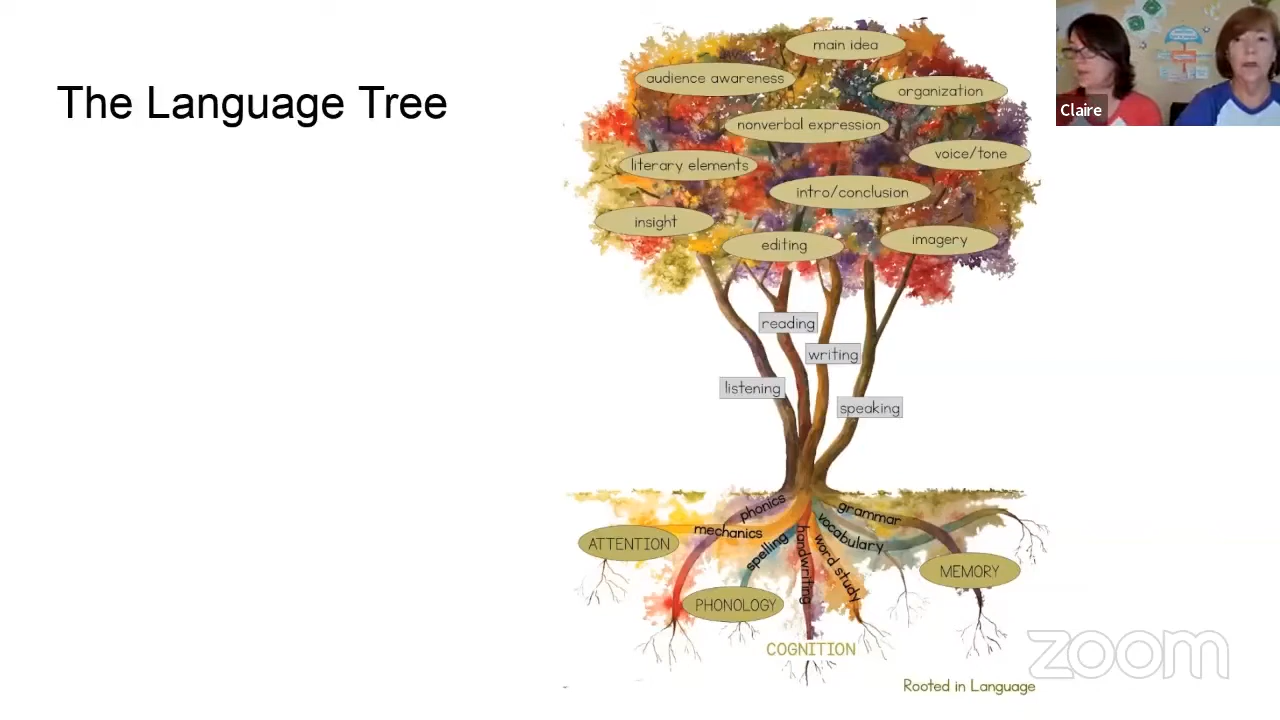 The Language Tree
main idea
audience awareness
organization
nonverbal expression
voice/tone
literary elements
intro/conclusion
insight
editing
imagery
reading
writing
listening
speaking
phonics
mechanics
spelling
handwriting
word study
vocabulary
grammar
ATTENTION
MEMORY
PHONOLOGY
COGNITION
Rooted in Language
Claire
zoom